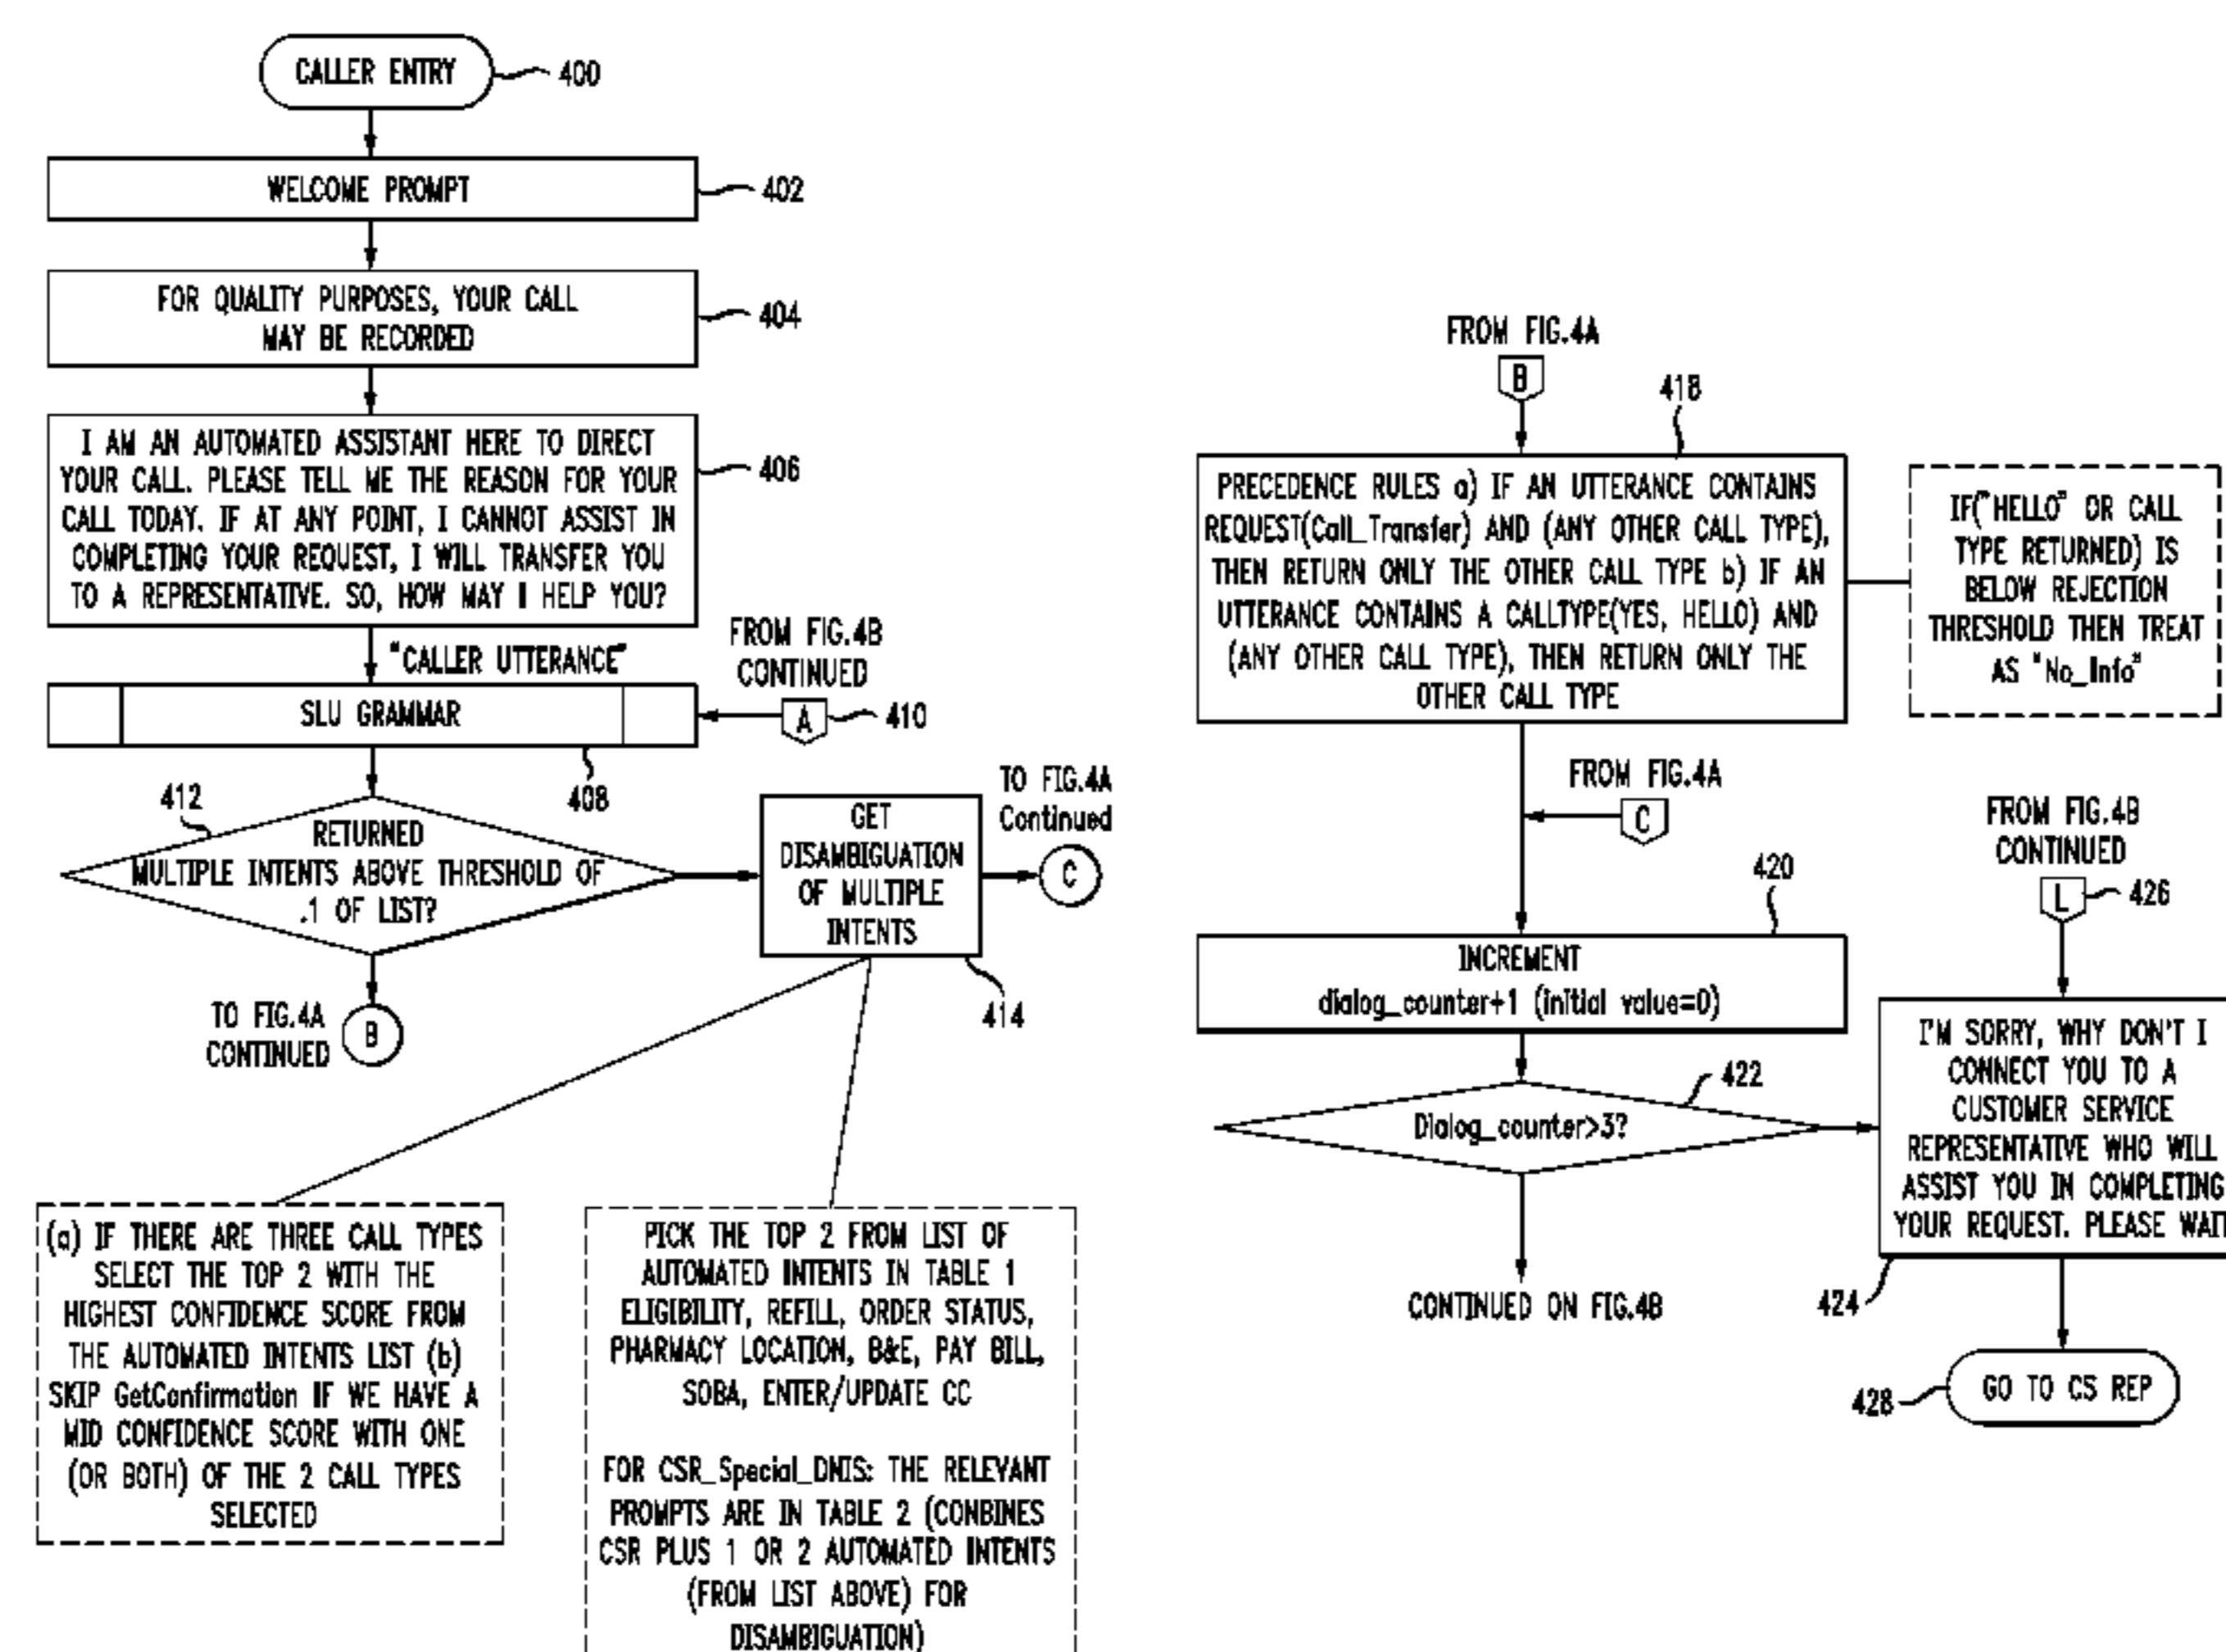 CALLER ENTRY
400
WELCOME PROMPT
402
FOR QUALITY PURPOSES, YOUR CALL
MAY BE RECORDED
404
I AM AN AUTOMATED ASSISTANT HERE TO DIRECT
YOUR CALL. PLEASE TELL ME THE REASON FOR YOUR
CALL TODAY. IF AT ANY POINT, I CANNOT ASSIST IN
COMPLETING YOUR REQUEST, I WILL TRANSFER YOU
TO A REPRESENTATIVE. SO, HOW MAY I HELP YOU?
406
"CALLER UTTERANCE"
FROM FIG.4B
CONTINUED
A
410
SLU GRAMMAR
408
412
RETURNED
MULTIPLE INTENTS ABOVE THRESHOLD OF
.1 OF LIST?
GET
DISAMBIGUATION
OF MULTIPLE
INTENTS
414
TO FIG.4A
Continued
C
TO FIG.4A
CONTINUED
B
(a) IF THERE ARE THREE CALL TYPES
SELECT THE TOP 2 WITH THE
HIGHEST CONFIDENCE SCORE FROM
THE AUTOMATED INTENTS LIST (b)
SKIP GetConfirmation IF WE HAVE A
MID CONFIDENCE SCORE WITH ONE
(OR BOTH) OF THE 2 CALL TYPES
SELECTED
PICK THE TOP 2 FROM LIST OF
AUTOMATED INTENTS IN TABLE 1
ELIGIBILITY, REFILL, ORDER STATUS,
PHARMACY LOCATION, B&E, PAY BILL,
SOBA, ENTER/UPDATE CC
FOR CSR_Special_DNIS: THE RELEVANT
PROMPTS ARE IN TABLE 2 (CONBINES
CSR PLUS 1 OR 2 AUTOMATED INTENTS
(FROM LIST ABOVE) FOR
DISAMBIGUATION)
FROM FIG.4A
B
418
PRECEDENCE RULES a) IF AN UTTERANCE CONTAINS
REQUEST(Call_Transfer) AND (ANY OTHER CALL TYPE),
THEN RETURN ONLY THE OTHER CALL TYPE b) IF AN
UTTERANCE CONTAINS A CALLTYPE(YES, HELLO) AND
(ANY OTHER CALL TYPE), THEN RETURN ONLY THE
OTHER CALL TYPE
IF("HELLO" OR CALL
TYPE RETURNED) IS
BELOW REJECTION
THRESHOLD THEN TREAT
AS "No_Info"
FROM FIG.4A
C
420
INCREMENT
dialog_counter+1 (initial value=0)
422
Dialog_counter>3?
CONTINUED ON FIG.4B
FROM FIG.4B
CONTINUED
L
426
I'M SORRY, WHY DON'T I
CONNECT YOU TO A
CUSTOMER SERVICE
REPRESENTATIVE WHO WILL
ASSIST YOU IN COMPLETING
YOUR REQUEST. PLEASE WAIT
424
428
GO TO CS REP